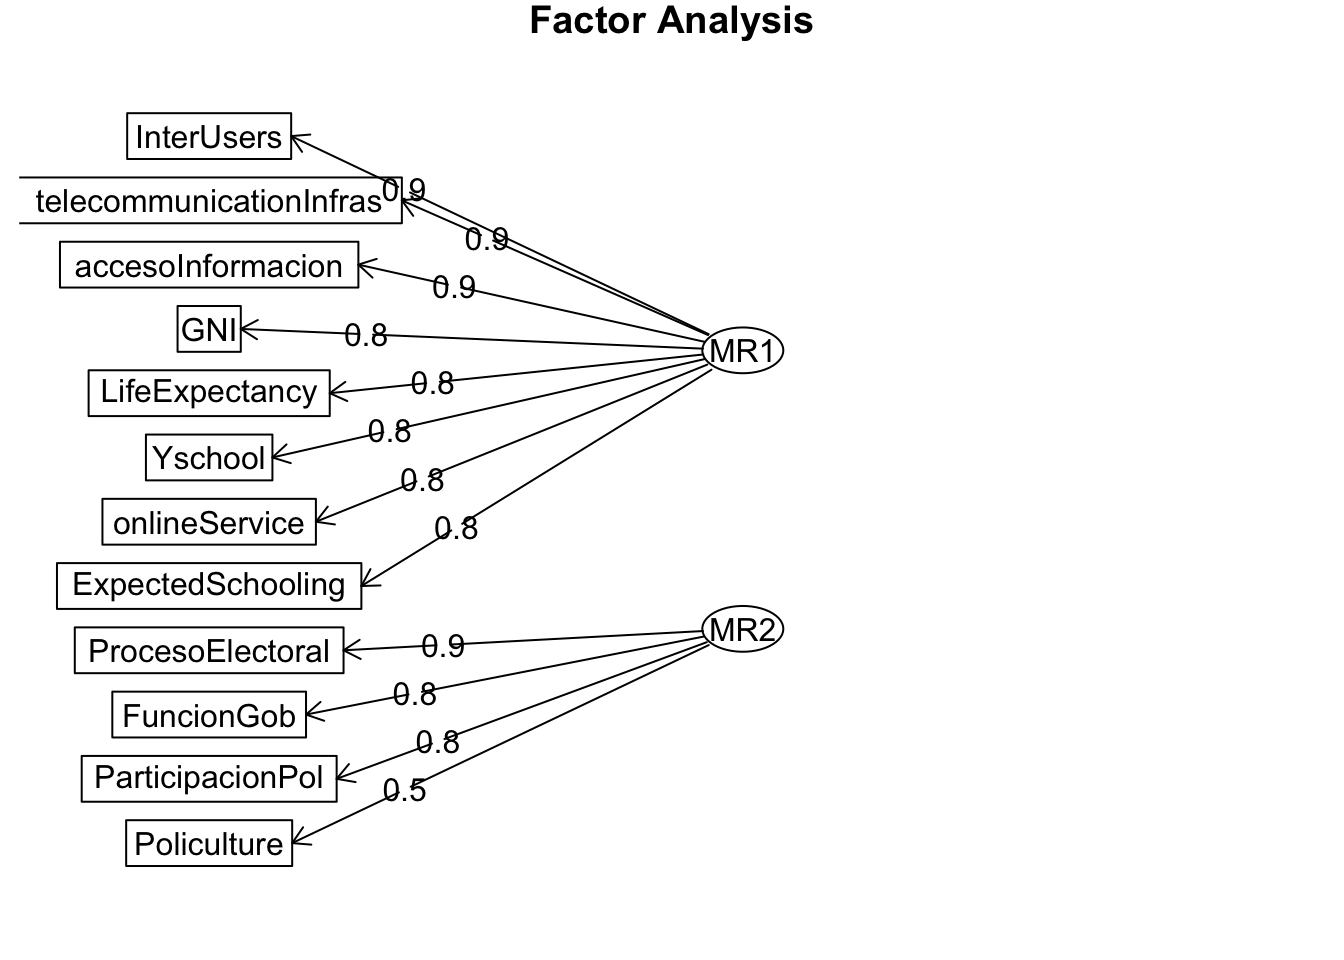 Factor Analysis
InterUsers
0.9
telecommunicationInfras
0.9
accesoInformacion
0.9
GNI
0.8
MR1
LifeExpectancy
0.8
Yschool
0.8
onlineService
0.8
ExpectedSchooling
0.8
ProcesoElectoral
0.9
MR2
FuncionGob
0.8
ParticipacionPol
0.8
Policulture
0.5